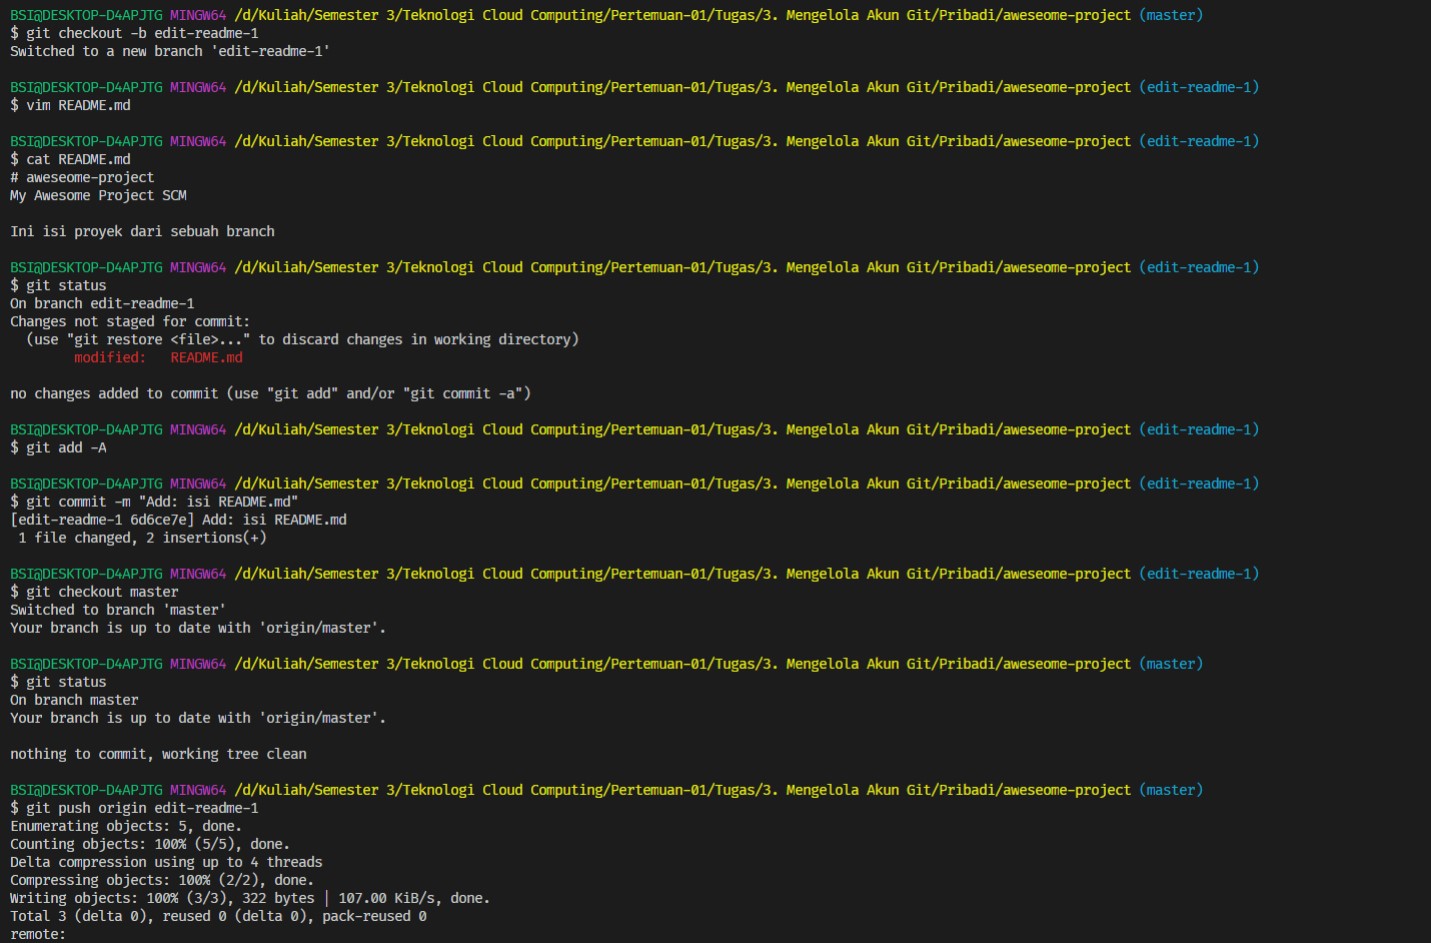 BSI@DESKTOP-D4APJTG MINGW64 /d/Kuliah/Semester 3/Teknologi Cloud Computing/Pertemuan-01/Tugas/3. Mengelola Akun Git/Pribadi/aweseome-project (master)
$ git checkout -b edit-readme-1
Switched to a new branch 'edit-readme-1'

BSI@DESKTOP-D4APJTG MINGW64 /d/Kuliah/Semester 3/Teknologi Cloud Computing/Pertemuan-01/Tugas/3. Mengelola Akun Git/Pribadi/aweseome-project (edit-readme-1)
$ vim README.md

BSI@DESKTOP-D4APJTG MINGW64 /d/Kuliah/Semester 3/Teknologi Cloud Computing/Pertemuan-01/Tugas/3. Mengelola Akun Git/Pribadi/aweseome-project (edit-readme-1)
$ cat README.md
# aweseome-project
My Awesome Project SCM

Ini isi proyek dari sebuah branch

BSI@DESKTOP-D4APJTG MINGW64 /d/Kuliah/Semester 3/Teknologi Cloud Computing/Pertemuan-01/Tugas/3. Mengelola Akun Git/Pribadi/aweseome-project (edit-readme-1)
$ git status
On branch edit-readme-1
Changes not staged for commit:
  (use "git restore <file>..." to discard changes in working directory)
        modified:   README.md

no changes added to commit (use "git add" and/or "git commit -a")

BSI@DESKTOP-D4APJTG MINGW64 /d/Kuliah/Semester 3/Teknologi Cloud Computing/Pertemuan-01/Tugas/3. Mengelola Akun Git/Pribadi/aweseome-project (edit-readme-1)
$ git add -A

BSI@DESKTOP-D4APJTG MINGW64 /d/Kuliah/Semester 3/Teknologi Cloud Computing/Pertemuan-01/Tugas/3. Mengelola Akun Git/Pribadi/aweseome-project (edit-readme-1)
$ git commit -m "Add: isi README.md"
[edit-readme-1 6d6ce7e] Add: isi README.md
 1 file changed, 2 insertions(+)

BSI@DESKTOP-D4APJTG MINGW64 /d/Kuliah/Semester 3/Teknologi Cloud Computing/Pertemuan-01/Tugas/3. Mengelola Akun Git/Pribadi/aweseome-project (edit-readme-1)
$ git checkout master
Switched to branch 'master'
Your branch is up to date with 'origin/master'.

BSI@DESKTOP-D4APJTG MINGW64 /d/Kuliah/Semester 3/Teknologi Cloud Computing/Pertemuan-01/Tugas/3. Mengelola Akun Git/Pribadi/aweseome-project (master)
$ git status
On branch master
Your branch is up to date with 'origin/master'.

nothing to commit, working tree clean

BSI@DESKTOP-D4APJTG MINGW64 /d/Kuliah/Semester 3/Teknologi Cloud Computing/Pertemuan-01/Tugas/3. Mengelola Akun Git/Pribadi/aweseome-project (master)
$ git push origin edit-readme-1
Enumerating objects: 5, done.
Counting objects: 100% (5/5), done.
Delta compression using up to 4 threads
Compressing objects: 100% (2/2), done.
Writing objects: 100% (3/3), 322 bytes | 107.00 KiB/s, done.
Total 3 (delta 0), reused 0 (delta 0), pack-reused 0
remote: